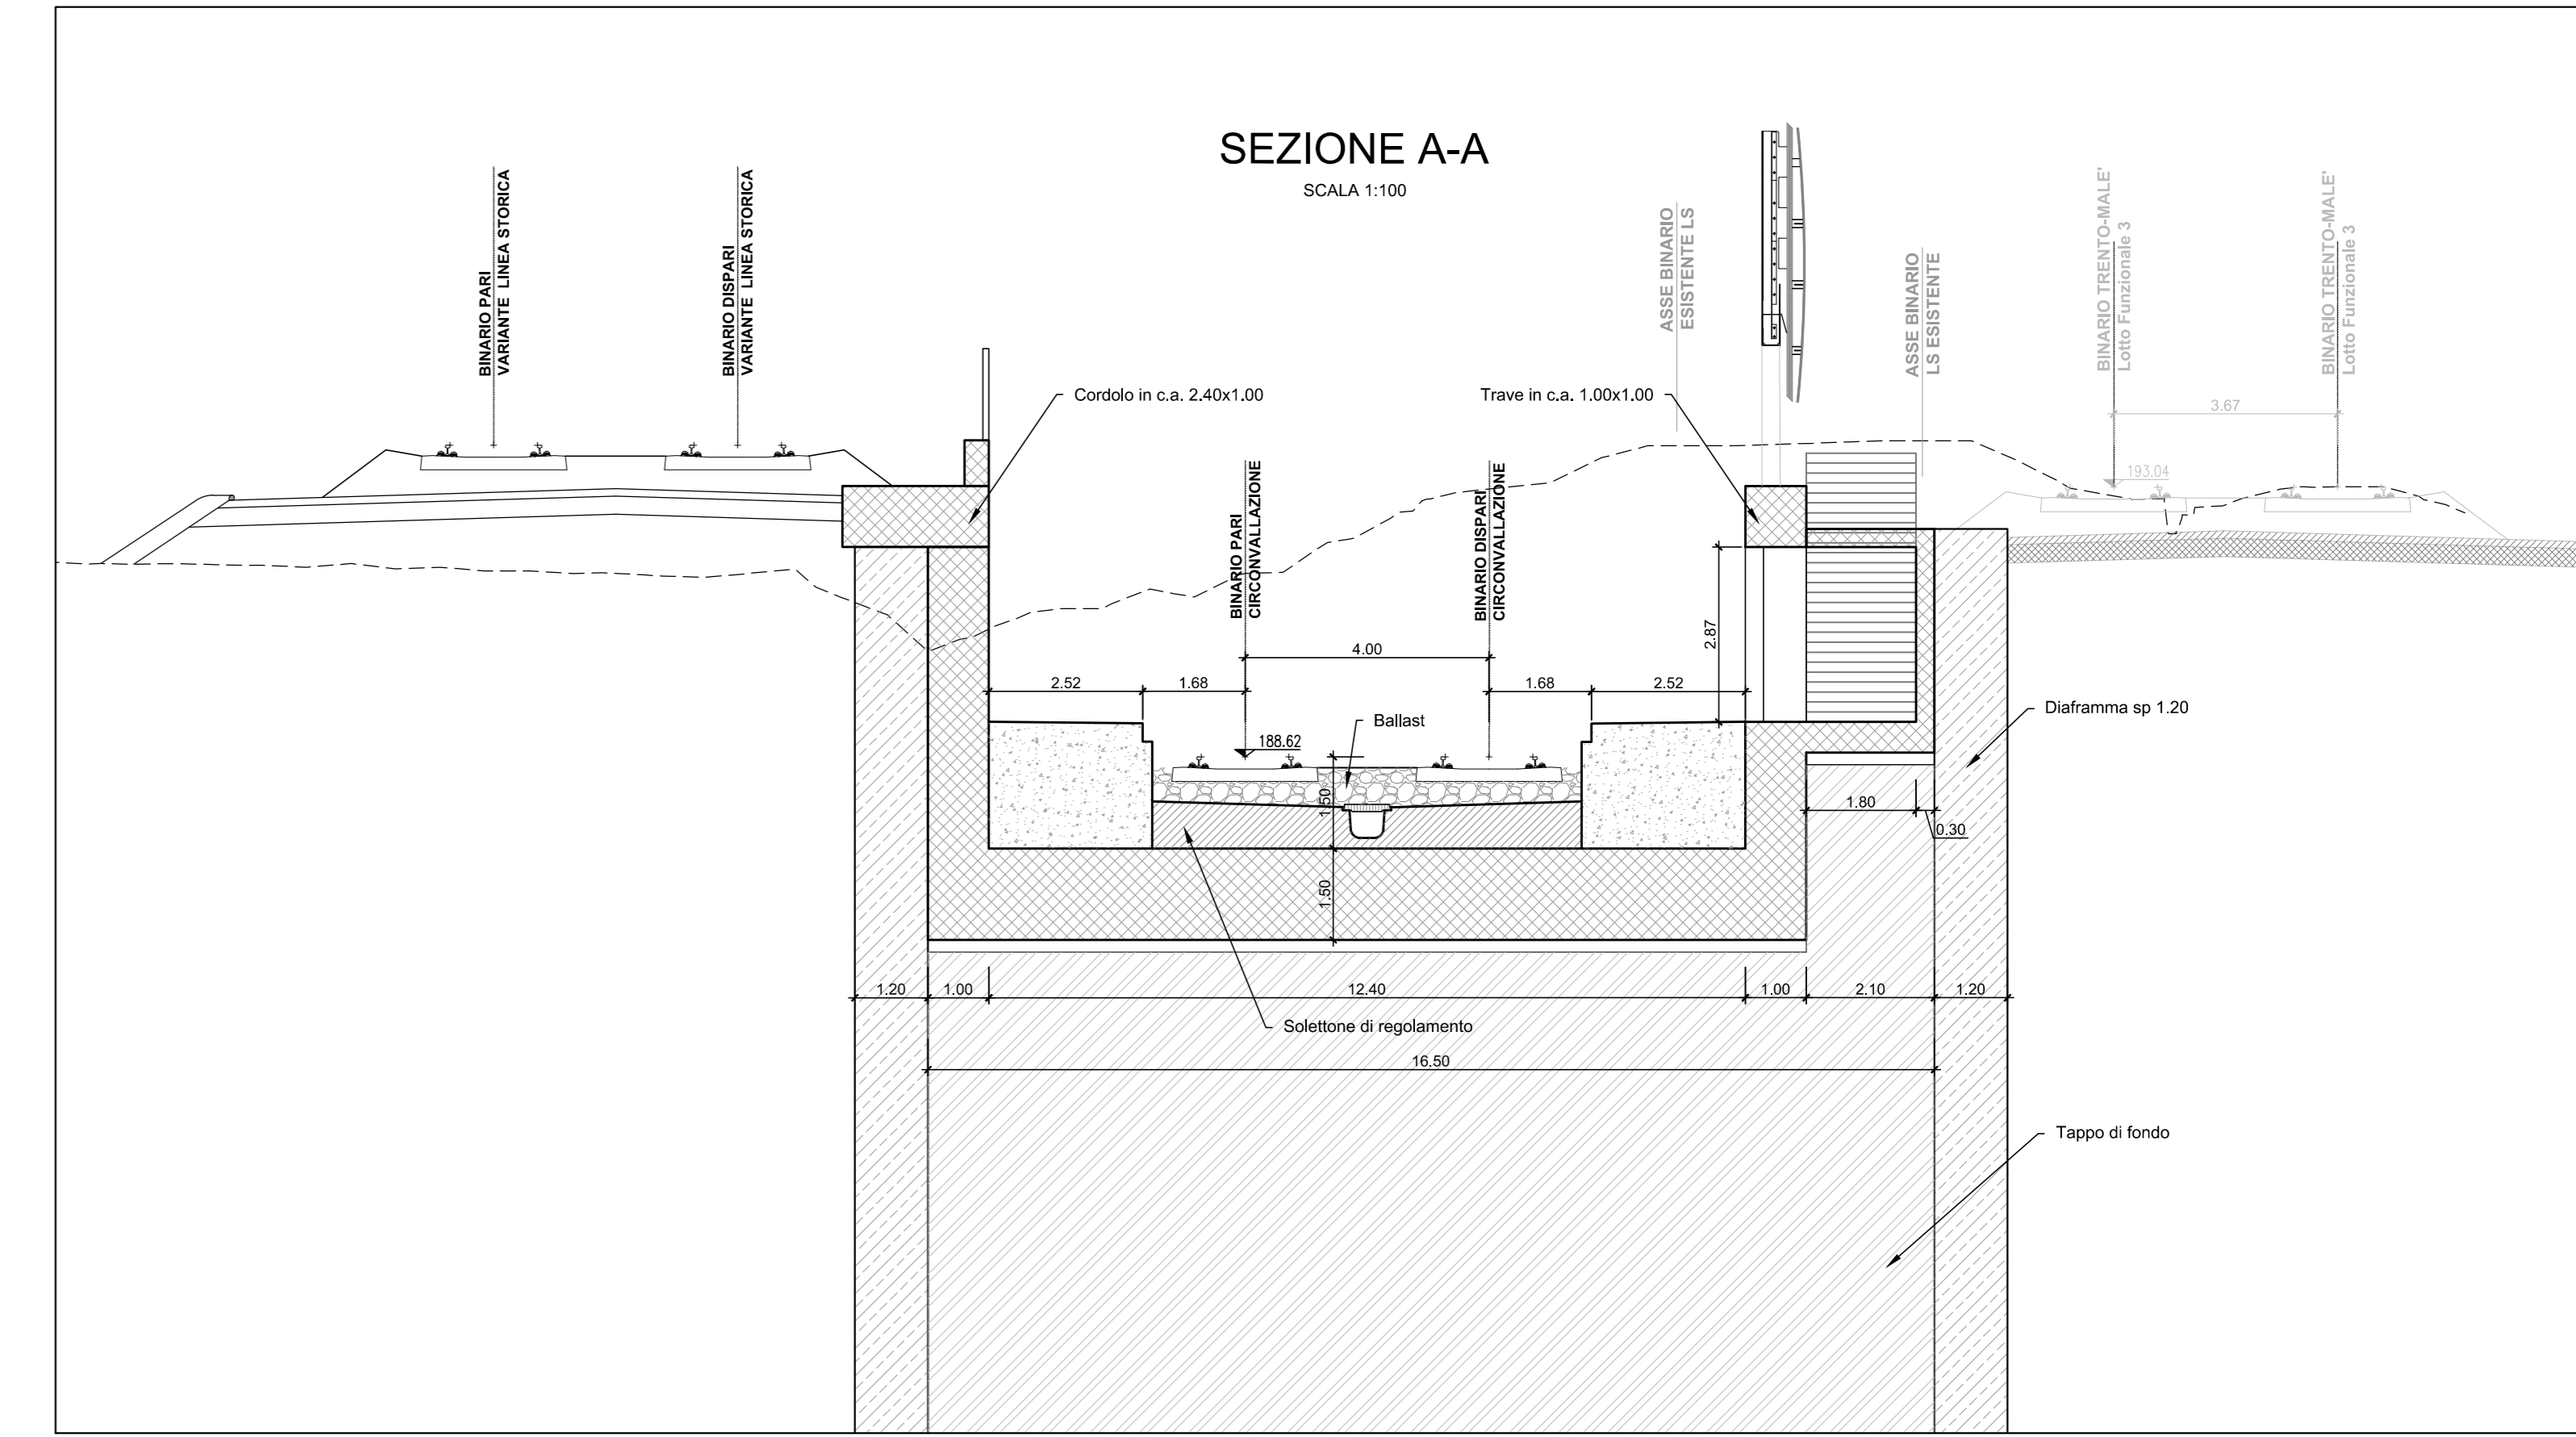 SEZIONE A-A
SCALA 1:100
BINARIO PARI
VARIANTE LINEA STORICA
BINARIO DISPARI
VARIANTE LINEA STORICA
ASSE BINARIO
ESISTENTE LS
ASSE BINARIO
LS ESISTENTE
BINARIO TRENTO-MALE'
Lotto Funzionale 3
BINARIO TRENTO-MALE'
Lotto Funzionale 3
Cordolo in c.a. 2.40x1.00
Trave in c.a. 1.00x1.00
3.67
193.04
BINARIO PARI
CIRCONVALLAZIONE
BINARIO DISPARI
CIRCONVALLAZIONE
2.87
4.00
2.52
1.68
1.68
2.52
Ballast
Diaframma sp 1.20
188.62
1.50
1.80
0.30
1.50
1.20
1.00
12.40
1.00
2.10
1.20
Solettone di regolamento
16.50
Tappo di fondo